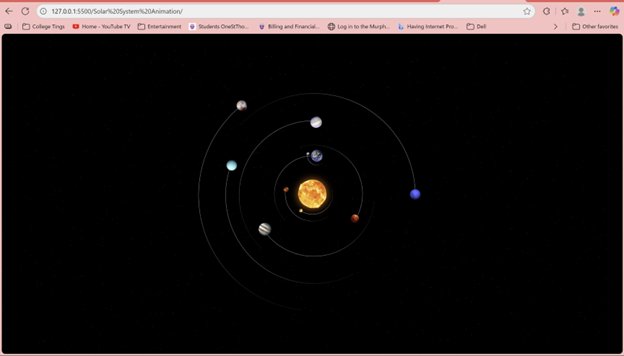 127.0.0.1:5500/Solar%20System%20Animation/
College Tings Home - YouTube TV Entertainment Students OneStTho... Billing and Financial... Log in to the Murph... Having Internet Pro... Dell Other favorites